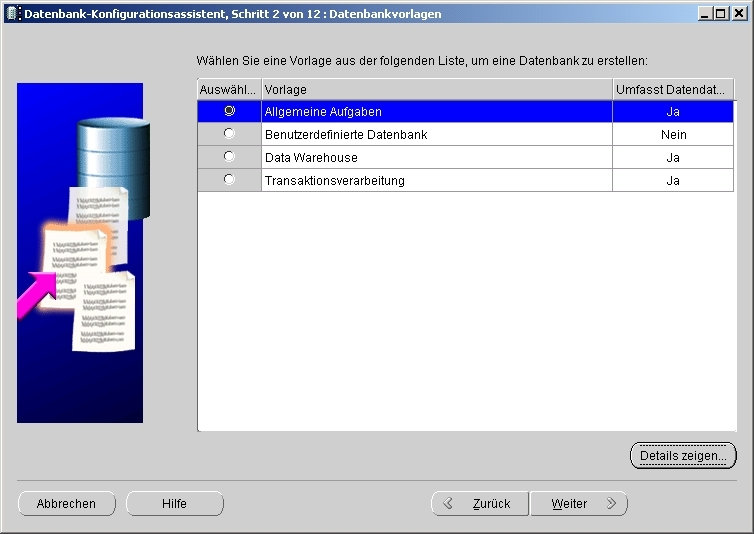 Datenbank-Konfigurationsassistent, Schritt 2 von 12 : Datenbankvorlagen
Wählen Sie eine Vorlage aus der folgenden Liste, um eine Datenbank zu erstellen:
Auswähl... Vorlage Umfasst Datendat...
Allgemeine Aufgaben Ja
Benutzerdefinierte Datenbank Nein
Data Warehouse Ja
Transaktionsverarbeitung Ja
Details zeigen...
Abbrechen Hilfe Zurück Weiter